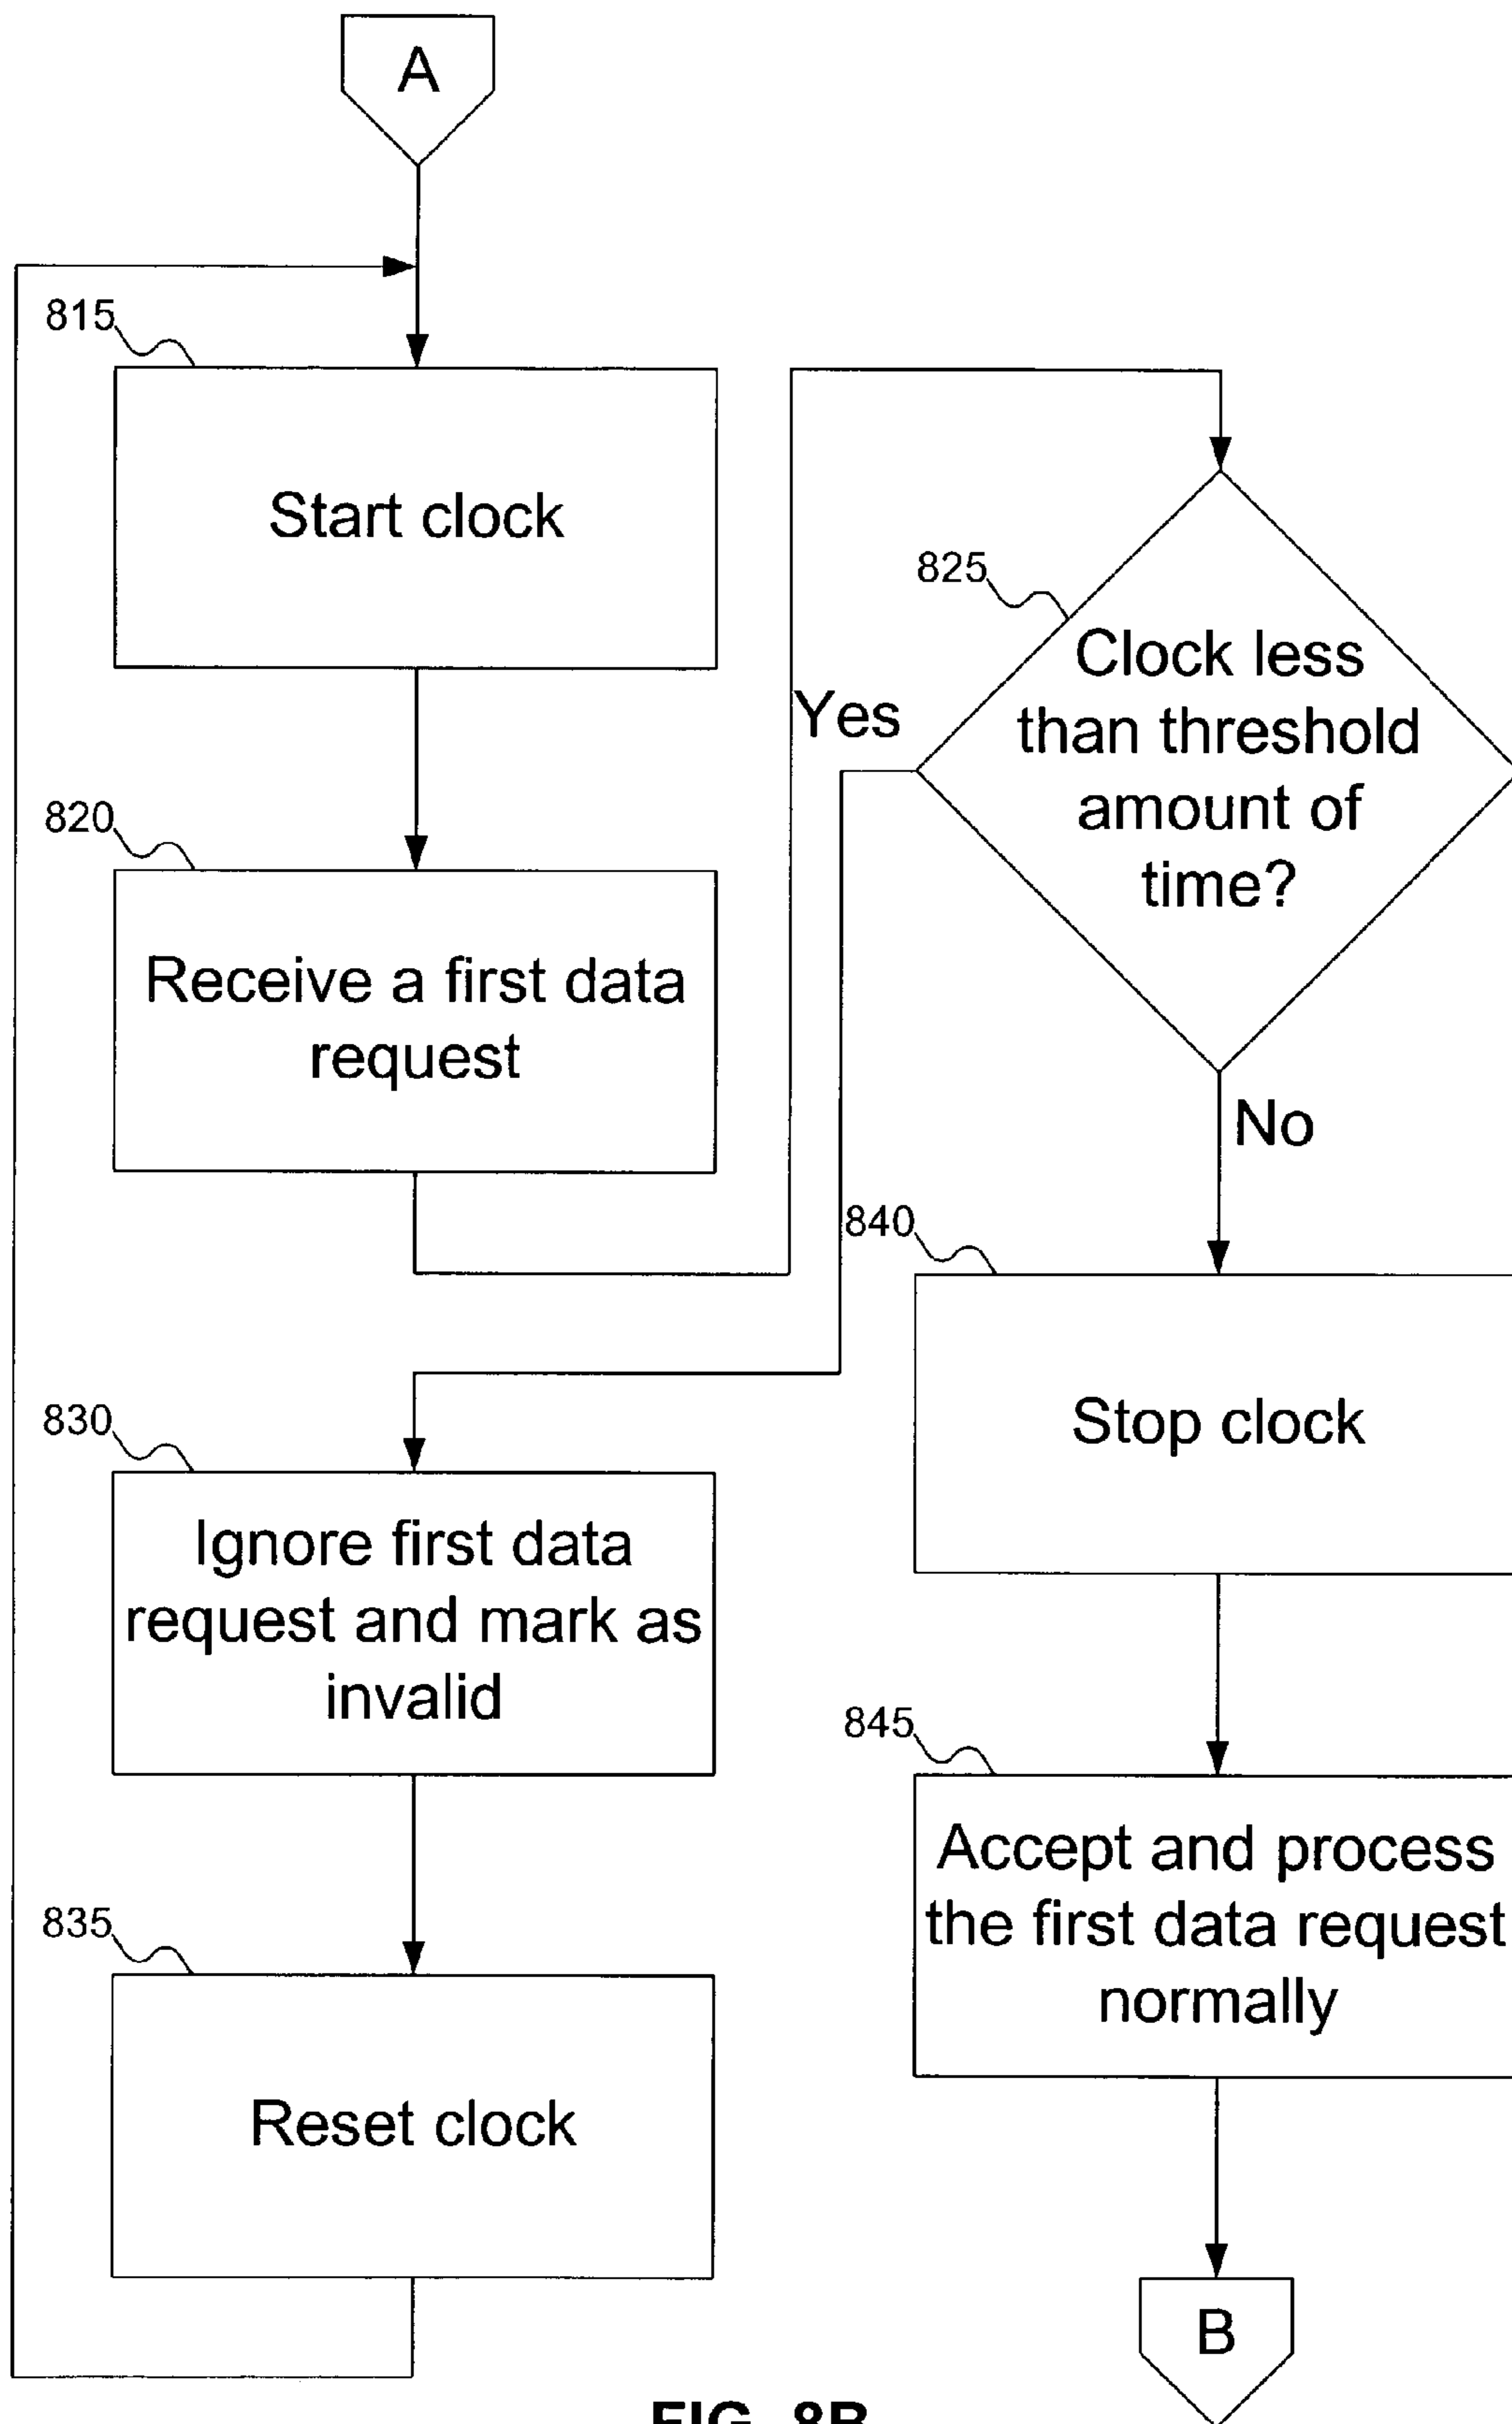 A
815
Start clock
820
Receive a first data
request
825
Clock less
than threshold
amount of
time?
Yes
No
830
Ignore first data
request and mark as
invalid
835
Reset clock
840
Stop clock
845
Accept and process
the first data request
normally
B
FIG. 8B